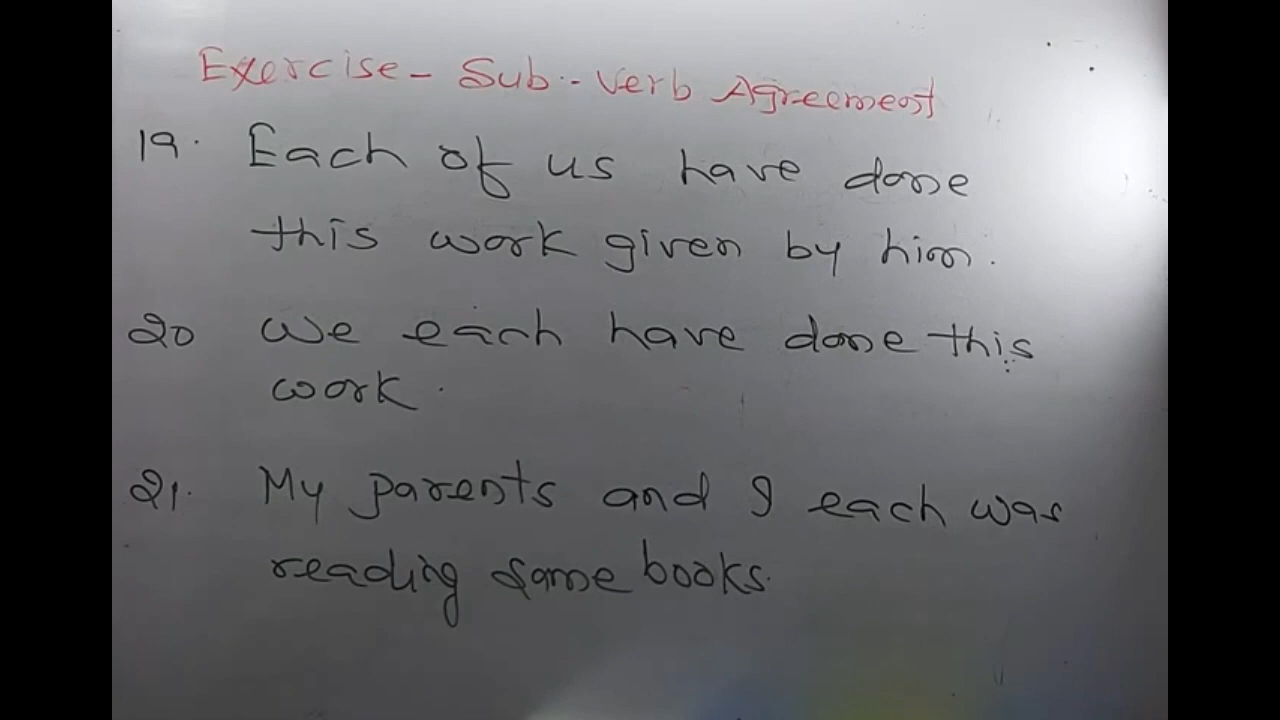 Exercise - Sub. - Verb Agreement
19. Each of us have done
this work given by him.
20 We each have done this
work.
21. My parents and I each was
reading same books.